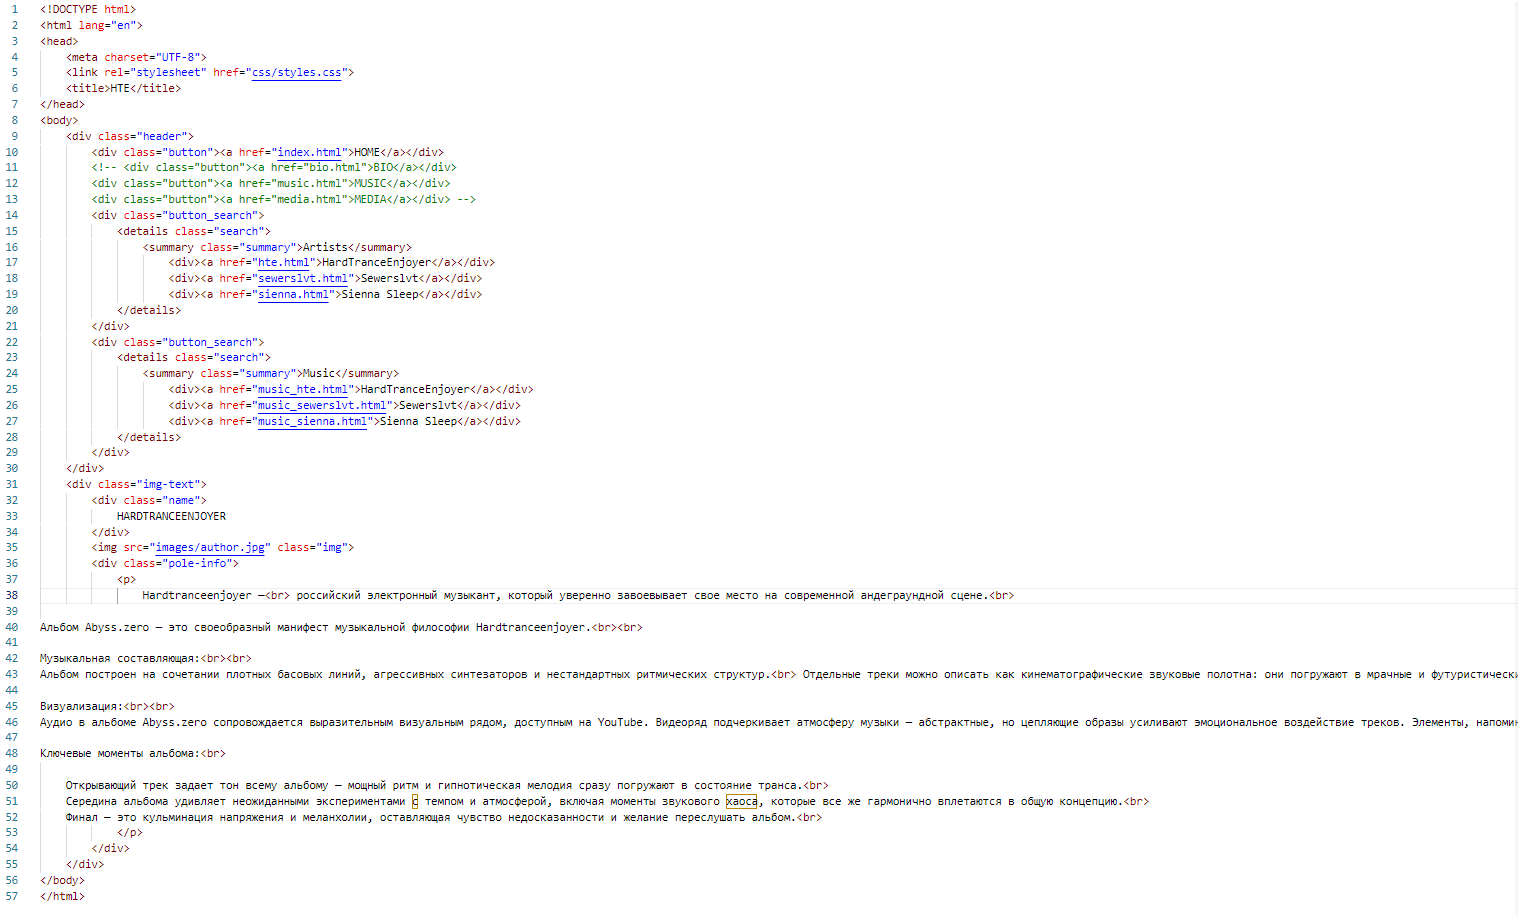 1 <!DOCTYPE html>
2 <html lang="en">
3 <head>
4 <meta charset="UTF-8">
5 <link rel="stylesheet" href="css/styles.css">
6 <title>HTE</title>
7 </head>
8 <body>
9 <div class="header">
10 <div class="button"><a href="index.html">HOME</a></div>
11 <!-- <div class="button"><a href="bio.html">BIO</a></div>
12 <div class="button"><a href="music.html">MUSIC</a></div>
13 <div class="button"><a href="media.html">MEDIA</a></div> -->
14 <div class="button_search">
15 <details class="search">
16 <summary class="summary">Artists</summary>
17 <div><a href="hte.html">HardTranceEnjoyer</a></div>
18 <div><a href="sewerslvt.html">Sewerslvt</a></div>
19 <div><a href="sienna.html">Sienna Sleep</a></div>
20 </details>
21 </div>
22 <div class="button_search">
23 <details class="search">
24 <summary class="summary">Music</summary>
25 <div><a href="music_hte.html">HardTranceEnjoyer</a></div>
26 <div><a href="music_sewerslvt.html">Sewerslvt</a></div>
27 <div><a href="music_sienna.html">Sienna Sleep</a></div>
28 </details>
29 </div>
30 </div>
31 <div class="img-text">
32 <div class="name">
33 HARDTRANCEENJOYER
34 </div>
35 <img src="images/author.jpg" class="img">
36 <div class="pole-info">
37 <p>
38 Hardtranceenjoyer —<br> российский электронный музыкант, который уверенно завоевывает свое место на современной андеграундной сцене.<br>
39
40 Альбом Abyss.zero — это своеобразный манифест музыкальной философии Hardtranceenjoyer.<br><br>
41
42 Музыкальная составляющая:<br><br>
43 Альбом построен на сочетании плотных басовых линий, агрессивных синтезаторов и нестандартных ритмических структур.<br> Отдельные треки можно описать как кинематографические звуковые полотна: они погружают в мрачные и футуристически
44
45 Визуализация:<br><br>
46 Аудио в альбоме Abyss.zero сопровождается выразительным визуальным рядом, доступным на YouTube. Видеоряд подчеркивает атмосферу музыки — абстрактные, но цепляющие образы усиливают эмоциональное воздействие треков. Элементы, напомин
47
48 Ключевые моменты альбома:<br>
49
50 Открывающий трек задает тон всему альбому — мощный ритм и гипнотическая мелодия сразу погружают в состояние транса.<br>
51 Середина альбома удивляет неожиданными экспериментами с темпом и атмосферой, включая моменты звукового хаоса, которые все же гармонично вплетаются в общую концепцию.<br>
52 Финал — это кульминация напряжения и меланхолии, оставляющая чувство недосказанности и желание переслушать альбом.<br>
53 </p>
54 </div>
55 </div>
56 </body>
57 </html>